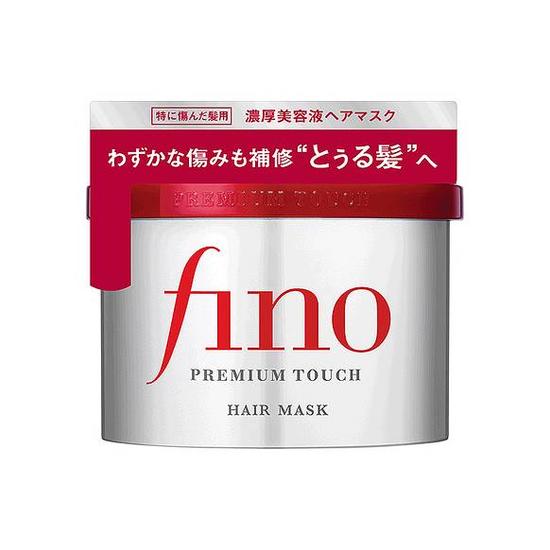 特に傷んだ髪用 濃厚美容液ヘアマスク
わずかな傷みも補修“とぅる髪”へ
PREMIUM TOUCH
fino
PREMIUM TOUCH
HAIR MASK